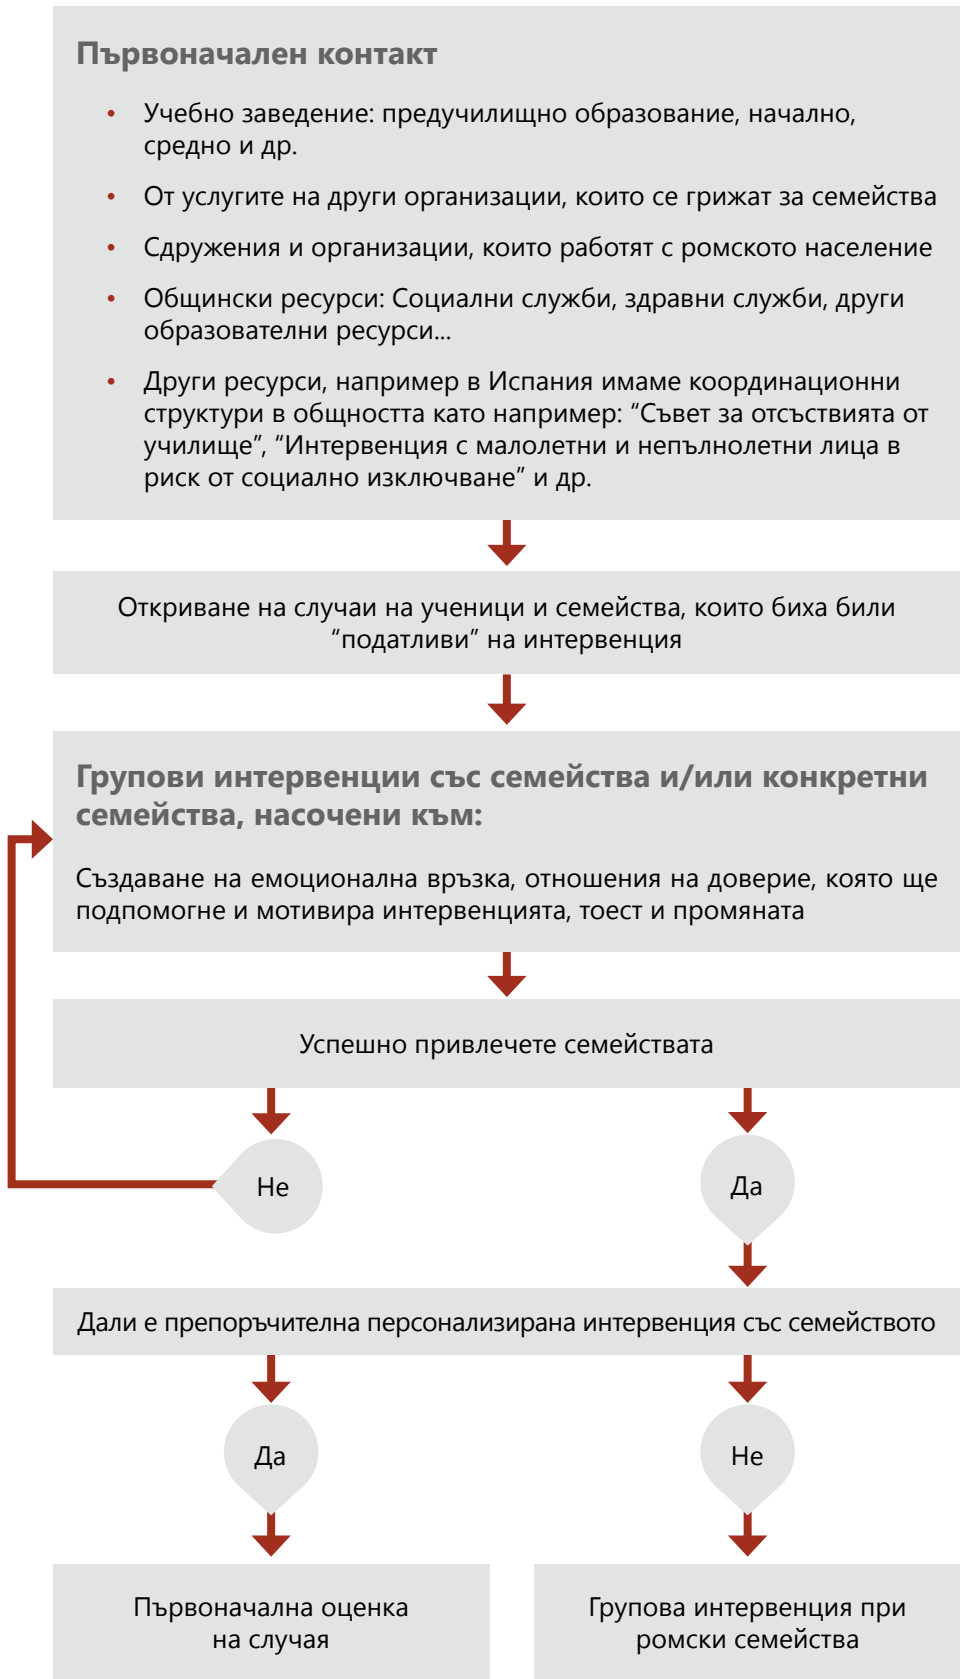 Първоначален контакт
• Учебно заведение: предучилищно образование, начално,
средно и др.
• От услугите на други организации, които се грижат за семейства
• Сдружения и организации, които работят с ромското население
• Общински ресурси: Социални служби, здравни служби, други
образователни ресурси...
• Други ресурси, например в Испания имаме координационни
структури в общността като например: “Съвет за отсъствията от
училище”, “Интервенция с малолетни и непълнолетни лица в
риск от социално изключване” и др.
Откриване на случаи на ученици и семейства, които биха били
“податливи” на интервенция
Групови интервенции със семейства и/или конкретни
семейства, насочени към:
Създаване на емоционална връзка, отношения на доверие, която ще
подпомогне и мотивира интервенцията, тоест и промяната
Успешно привлечете семействата
Не
Да
Дали е препоръчителна персонализирана интервенция със семейството
Да
Не
Първоначална оценка
на случая
Групова интервенция при
ромски семейства